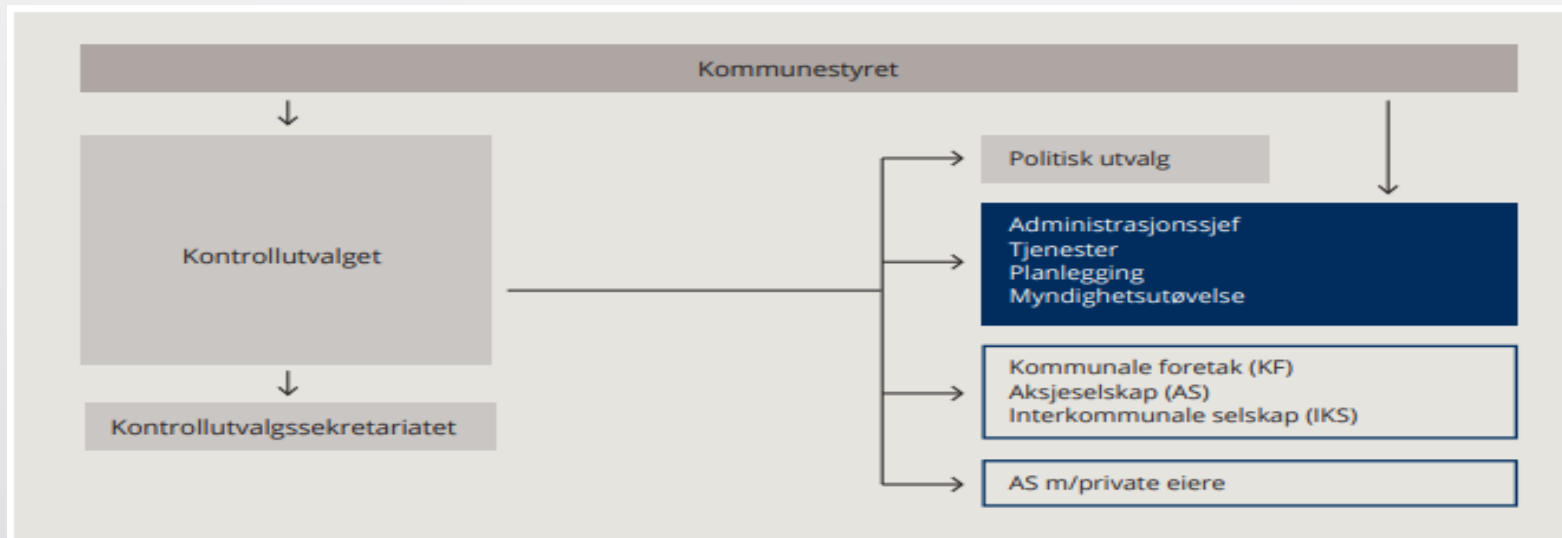 Kommunestyret
Kontrollutvalget
Kontrollutvalgssekretariatet
Politisk utvalg
Administrasjonssjef
Tjenester
Planlegging
Myndighetsutøvelse
Kommunale foretak (KF)
Aksjeselskap (AS)
Interkommunale selskap (IKS)
AS m/private eiere